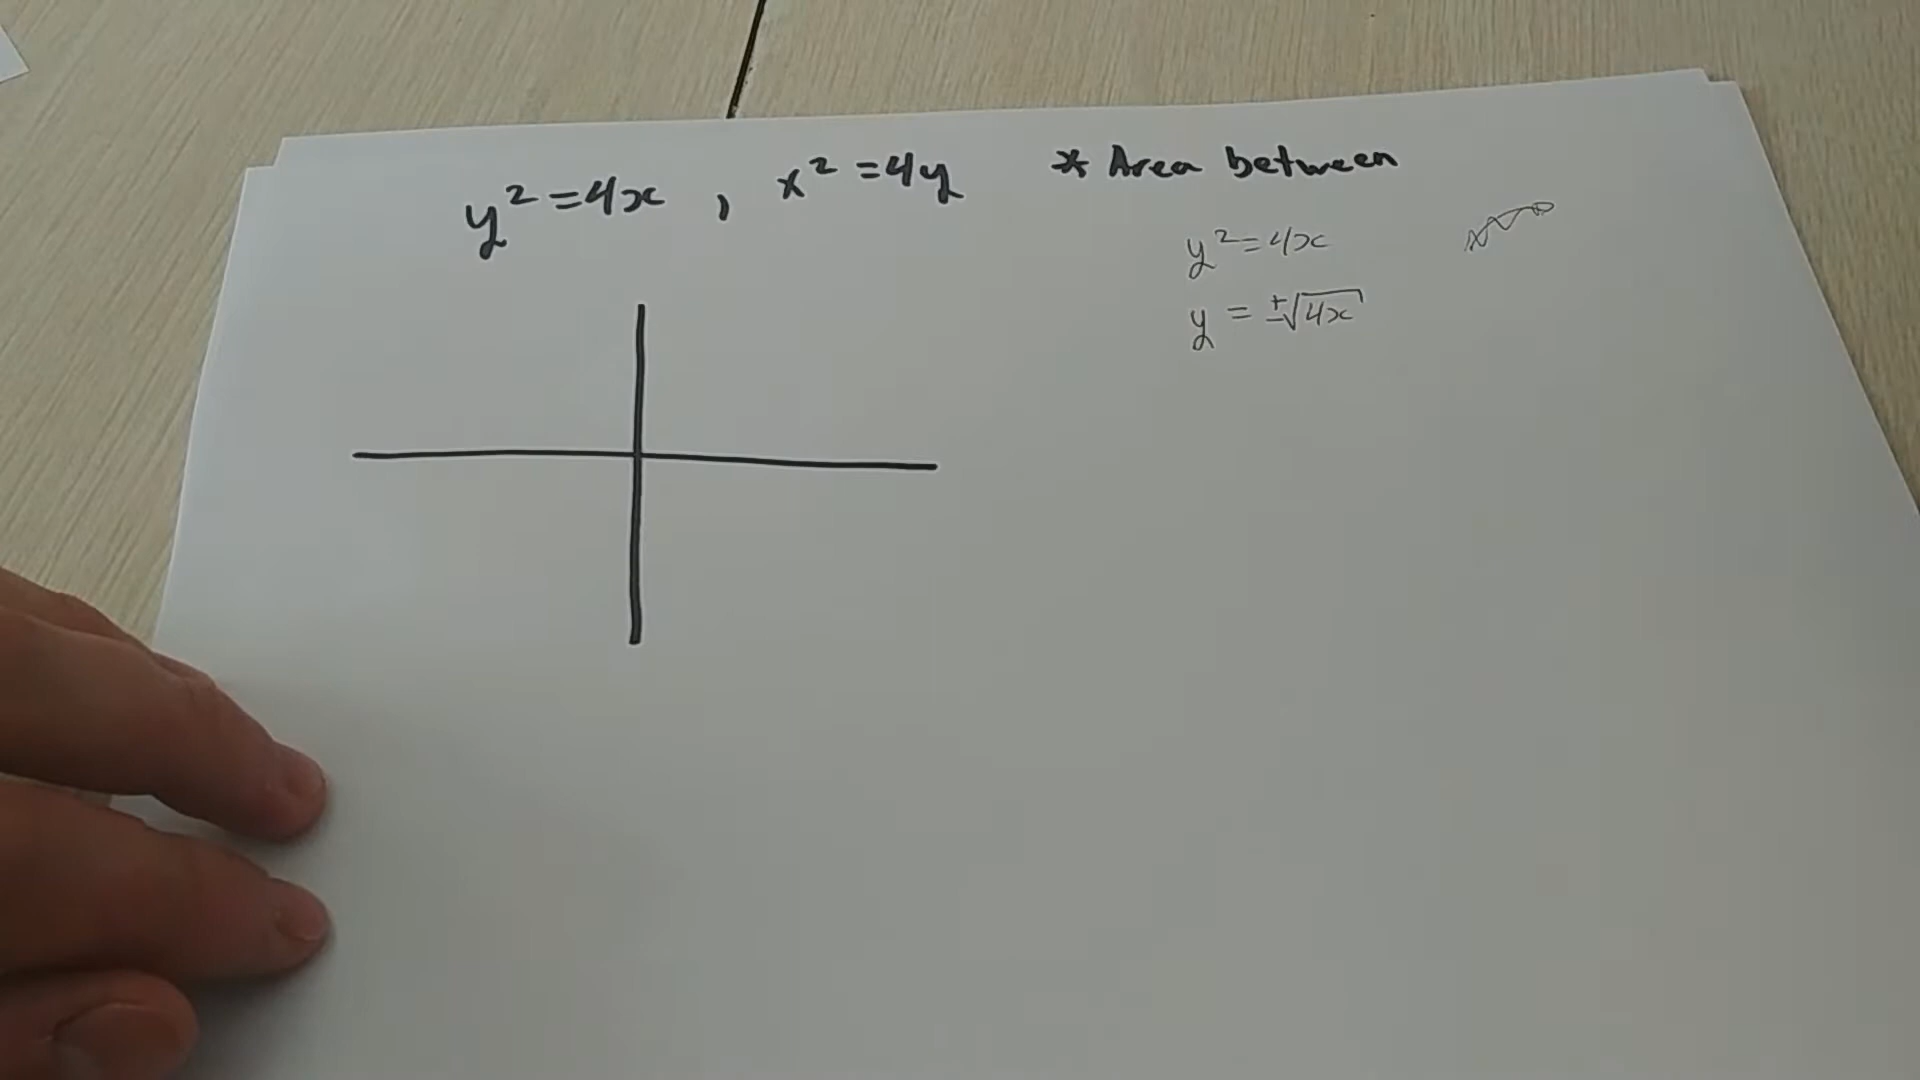 y² = 4x , x² = 4y * Area between
y² = 4x
y = ±√4x